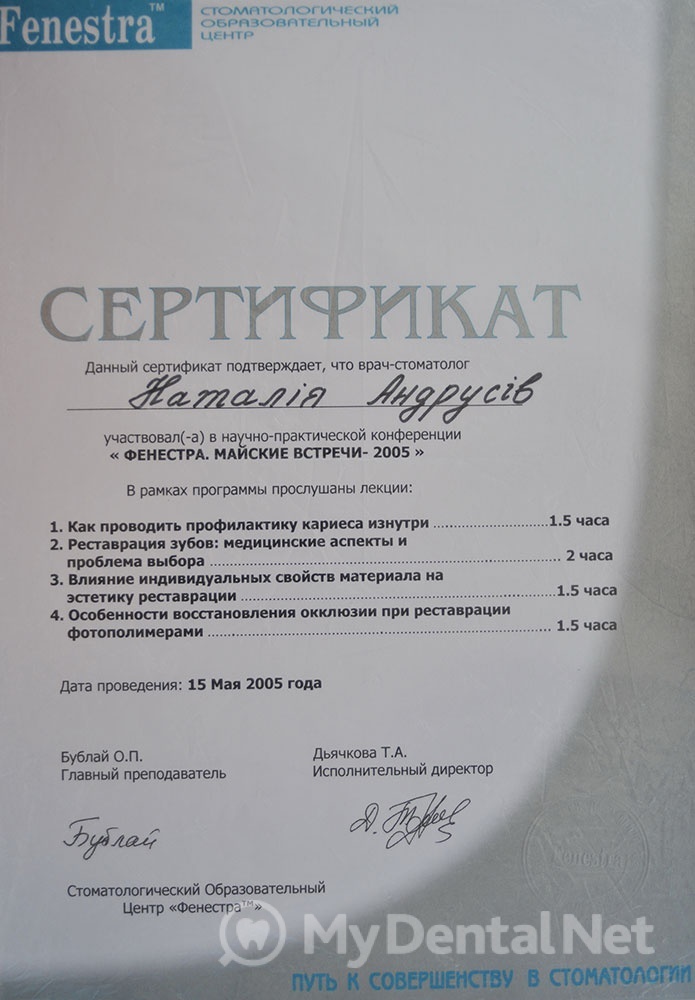 Fenestra™
СТОМАТОЛОГИЧЕСКИЙ
ОБРАЗОВАТЕЛЬНЫЙ
ЦЕНТР
СЕРТИФИКАТ
Данный сертификат подтверждает, что врач-стоматолог
Наталія Андрусів
участвовал(-а) в научно-практической конференции
« ФЕНЕСТРА. МАЙСКИЕ ВСТРЕЧИ- 2005 »
В рамках программы прослушаны лекции:
1. Как проводить профилактику кариеса изнутри ........................... 1.5 часа
2. Реставрация зубов: медицинские аспекты и
проблема выбора ........................................................................ 2 часа
3. Влияние индивидуальных свойств материала на
эстетику реставрации .................................................................. 1.5 часа
4. Особенности восстановления окклюзии при реставрации
фотополимерами ......................................................................... 1.5 часа
Дата проведения: 15 Мая 2005 года
Бублай О.П.
Главный преподаватель
Дьячкова Т.А.
Исполнительный директор
Бублай
Стоматологический Образовательный
Центр «Фенестра™»
Fenestra
MyDental Net
ПУТЬ К СОВЕРШЕНСТВУ В СТОМАТОЛОГИИ